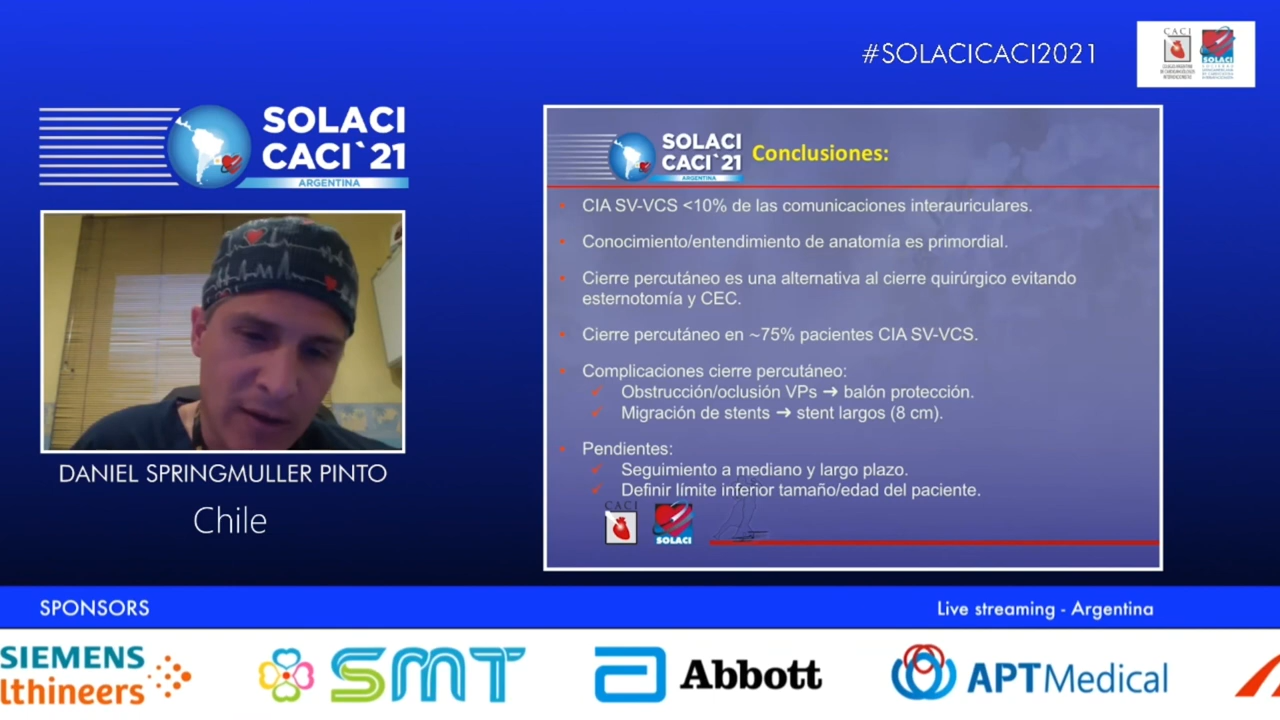 #SOLACICACI2021
CACI
SOLACI
SOLACI
CACI`21
ARGENTINA
DANIEL SPRINGMULLER PINTO
Chile
SOLACI
CACI`21
ARGENTINA
Conclusiones:
CIA SV-VCS <10% de las comunicaciones interauriculares.
Conocimiento/entendimiento de anatomía es primordial.
Cierre percutáneo es una alternativa al cierre quirúrgico evitando
esternotomía y CEC.
Cierre percutáneo en ~75% pacientes CIA SV-VCS.
Complicaciones cierre percutáneo:
Obstrucción/oclusión VPs ➔ balón protección.
Migración de stents ➔ stent largos (8 cm).
Pendientes:
Seguimiento a mediano y largo plazo.
Definir límite inferior tamaño/edad del paciente.
CACI
SOLACI
SPONSORS
Live streaming - Argentina
SIEMENS
lthineers
SMT
Abbott
APT Medical